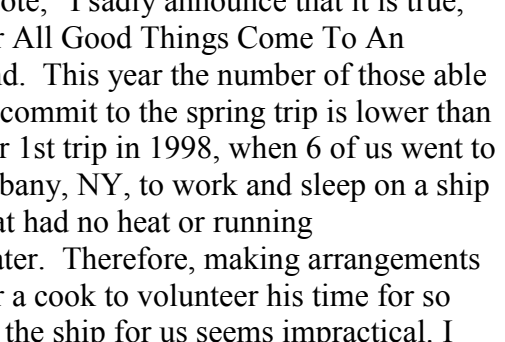 ote, "I sadly announce that it is true,
r All Good Things Come To An
nd. This year the number of those able
commit to the spring trip is lower than
r 1st trip in 1998, when 6 of us went to
bany, NY, to work and sleep on a ship
at had no heat or running
ater. Therefore, making arrangements
r a cook to volunteer his time for so
the ship for us seems impractical. I